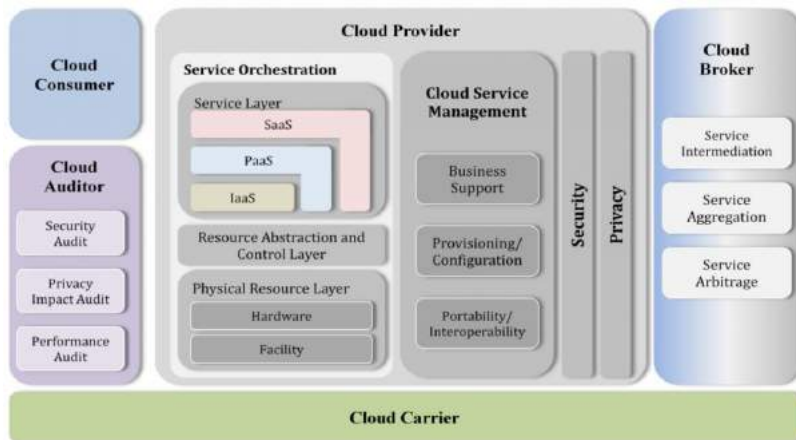 Cloud
Consumer
Cloud
Auditor
Security
Audit
Privacy
Impact Audit
Performance
Audit
Cloud Provider
Service Orchestration
Service Layer
SaaS
PaaS
IaaS
Resource Abstraction and
Control Layer
Physical Resource Layer
Hardware
Facility
Cloud Service
Management
Business
Support
Provisioning/
Configuration
Portability/
Interoperability
Security
Privacy
Cloud
Broker
Service
Intermediation
Service
Aggregation
Service
Arbitrage
Cloud Carrier